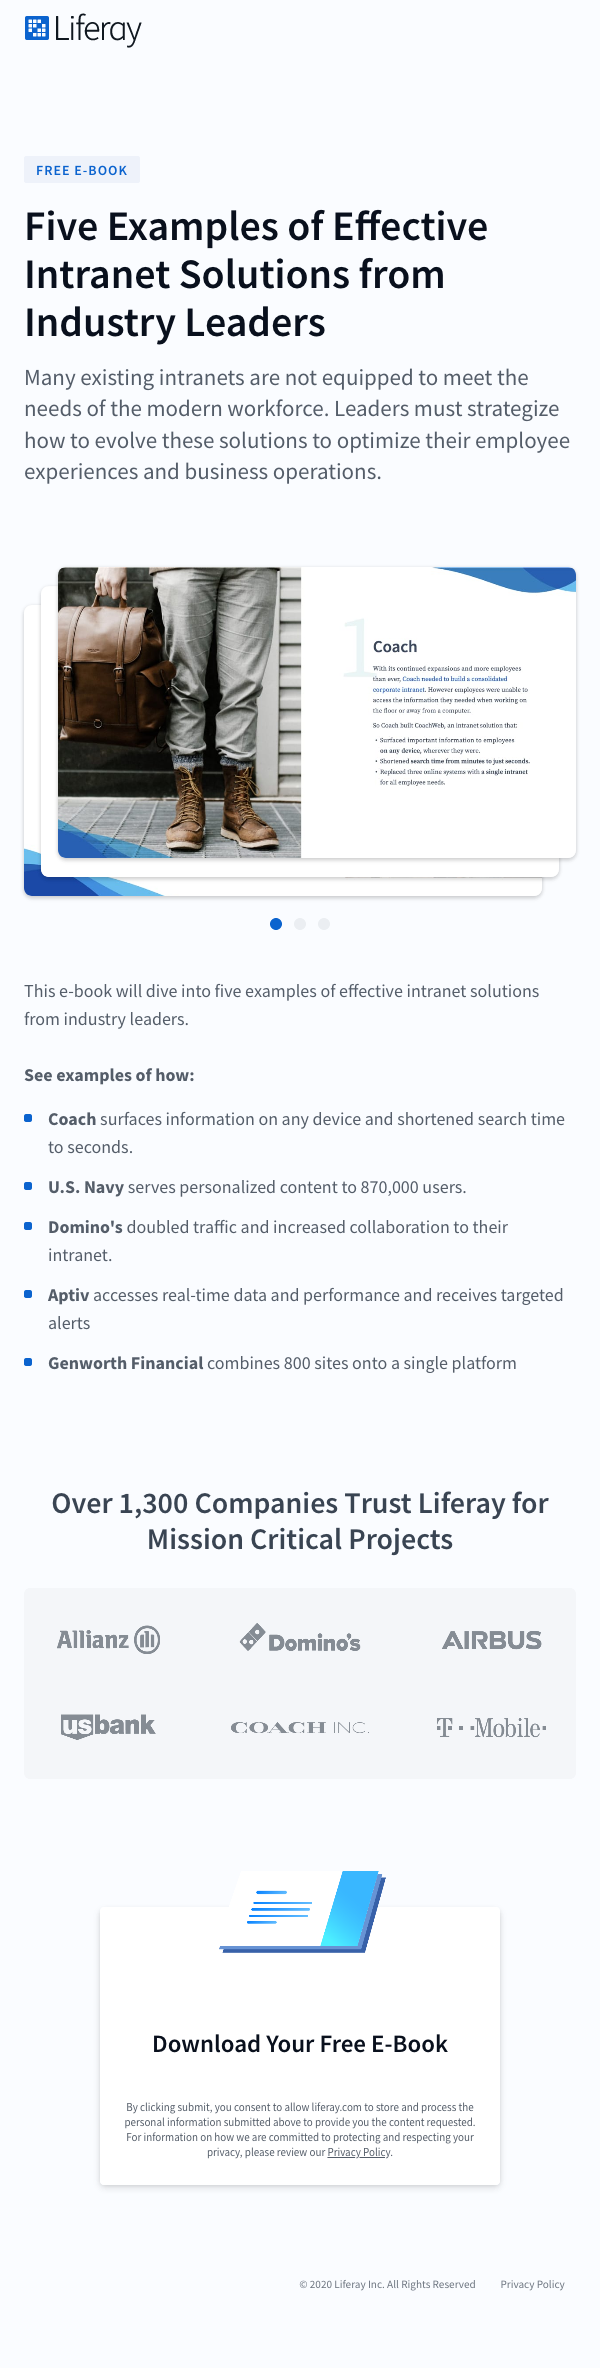 Liferay
FREE E-BOOK
Five Examples of Effective
Intranet Solutions from
Industry Leaders
Many existing intranets are not equipped to meet the
needs of the modern workforce. Leaders must strategize
how to evolve these solutions to optimize their employee
experiences and business operations.
1
Coach
With its continued expansions and more employees
than ever, Coach needed to build a consolidated
corporate intranet. However employees were unable to
access the information they needed when working on
the floor or away from a computer.
So Coach built CoachWeb, an intranet solution that:
• Surfaced important information to employees
on any device, wherever they were.
• Shortened search time from minutes to just seconds.
• Replaced three online systems with a single intranet
for all employee needs.
This e-book will dive into five examples of effective intranet solutions
from industry leaders.
See examples of how:
Coach surfaces information on any device and shortened search time
to seconds.
U.S. Navy serves personalized content to 870,000 users.
Domino's doubled traffic and increased collaboration to their
intranet.
Aptiv accesses real-time data and performance and receives targeted
alerts
Genworth Financial combines 800 sites onto a single platform
Over 1,300 Companies Trust Liferay for
Mission Critical Projects
Allianz
Domino's
AIRBUS
usbank
COACH INC.
T··Mobile·
Download Your Free E-Book
By clicking submit, you consent to allow liferay.com to store and process the
personal information submitted above to provide you the content requested.
For information on how we are committed to protecting and respecting your
privacy, please review our Privacy Policy.
© 2020 Liferay Inc. All Rights Reserved Privacy Policy